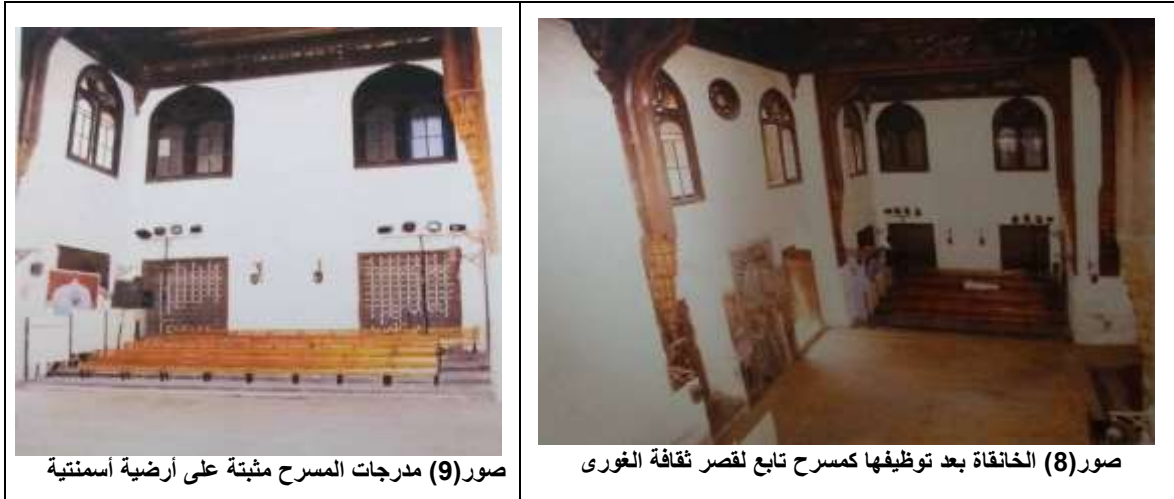 صور(8) الخانقاة بعد توظيفها كمسرح تابع لقصر ثقافة الغورى
صور(9) مدرجات المسرح مثبتة على أرضية أسمنتية